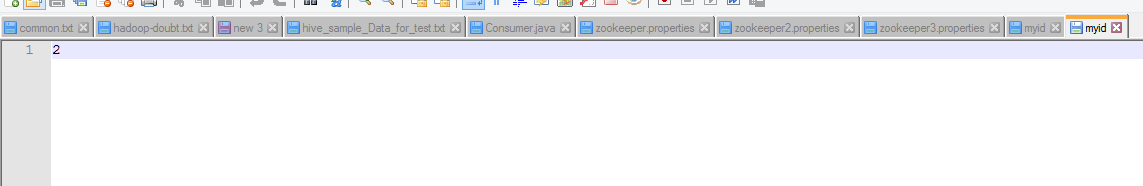 common.txt hadoop-doubt.txt new 3 hive_sample_Data_for_test.txt Consumer.java zookeeper.properties zookeeper2.properties zookeeper3.properties myid myid
1 2